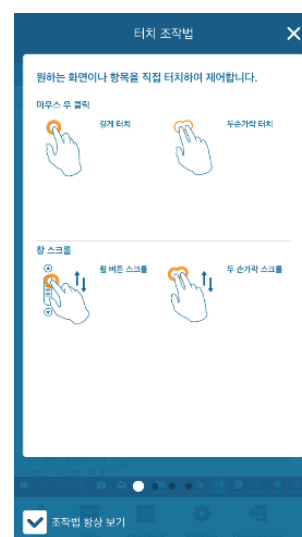 터치 조작법
원하는 화면이나 항목을 직접 터치하여 제어합니다.
마우스 우 클릭
길게 터치
두손가락 터치
창 스크롤
휠 버튼 스크롤
두 손가락 스크롤
조작법 항상 보기